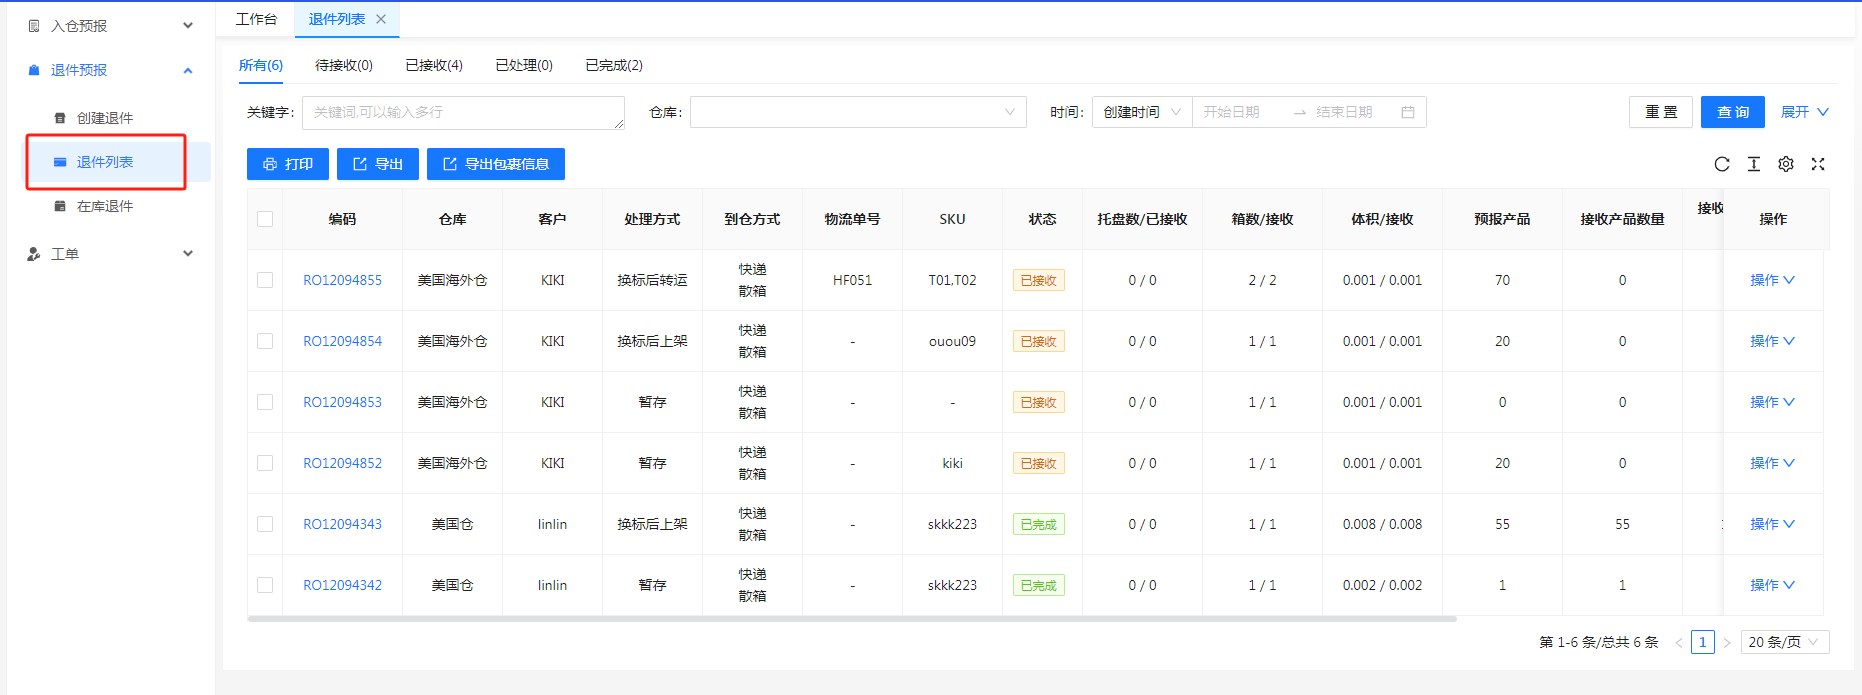 入仓预报
退件预报
创建退件
退件列表
在库退件
工单
工作台 退件列表
所有(6) 待接收(0) 已接收(4) 已处理(0) 已完成(2)
关键字: 关键词,可以输入多行 仓库: 时间: 创建时间 开始日期 → 结束日期 重 置 查 询 展开
打印 导出 导出包裹信息
编码 仓库 客户 处理方式 到仓方式 物流单号 SKU 状态 托盘数/已接收 箱数/接收 体积/接收 预报产品 接收产品数量 接收 操作
RO12094855 美国海外仓 KIKI 换标后转运 快递 散箱 HF051 T01,T02 已接收 0 / 0 2 / 2 0.001 / 0.001 70 0 操作
RO12094854 美国海外仓 KIKI 换标后上架 快递 散箱 - ouou09 已接收 0 / 0 1 / 1 0.001 / 0.001 20 0 操作
RO12094853 美国海外仓 KIKI 暂存 快递 散箱 - - 已接收 0 / 0 1 / 1 0.001 / 0.001 0 0 操作
RO12094852 美国海外仓 KIKI 暂存 快递 散箱 - kiki 已接收 0 / 0 1 / 1 0.001 / 0.001 20 0 操作
RO12094343 美国仓 linlin 换标后上架 快递 散箱 - skkk223 已完成 0 / 0 1 / 1 0.008 / 0.008 55 55 操作
RO12094342 美国仓 linlin 暂存 快递 散箱 - skkk223 已完成 0 / 0 1 / 1 0.002 / 0.002 1 1 操作
第 1-6 条/总共 6 条 < 1 > 20 条/页